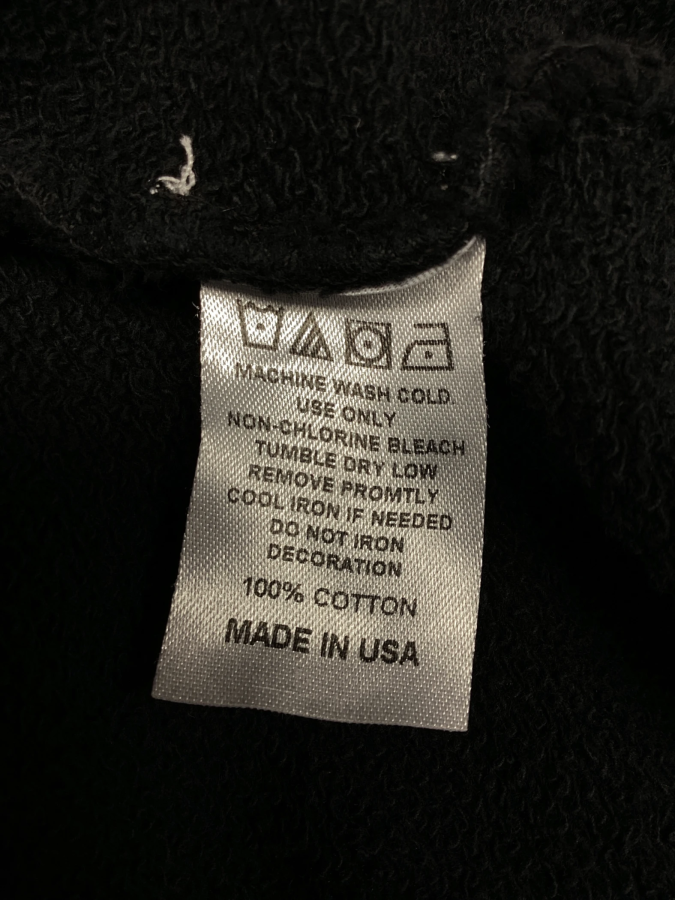 MACHINE WASH COLD
USE ONLY
NON-CHLORINE BLEACH
TUMBLE DRY LOW
REMOVE PROMTLY
COOL IRON IF NEEDED
DO NOT IRON
DECORATION
100% COTTON
MADE IN USA